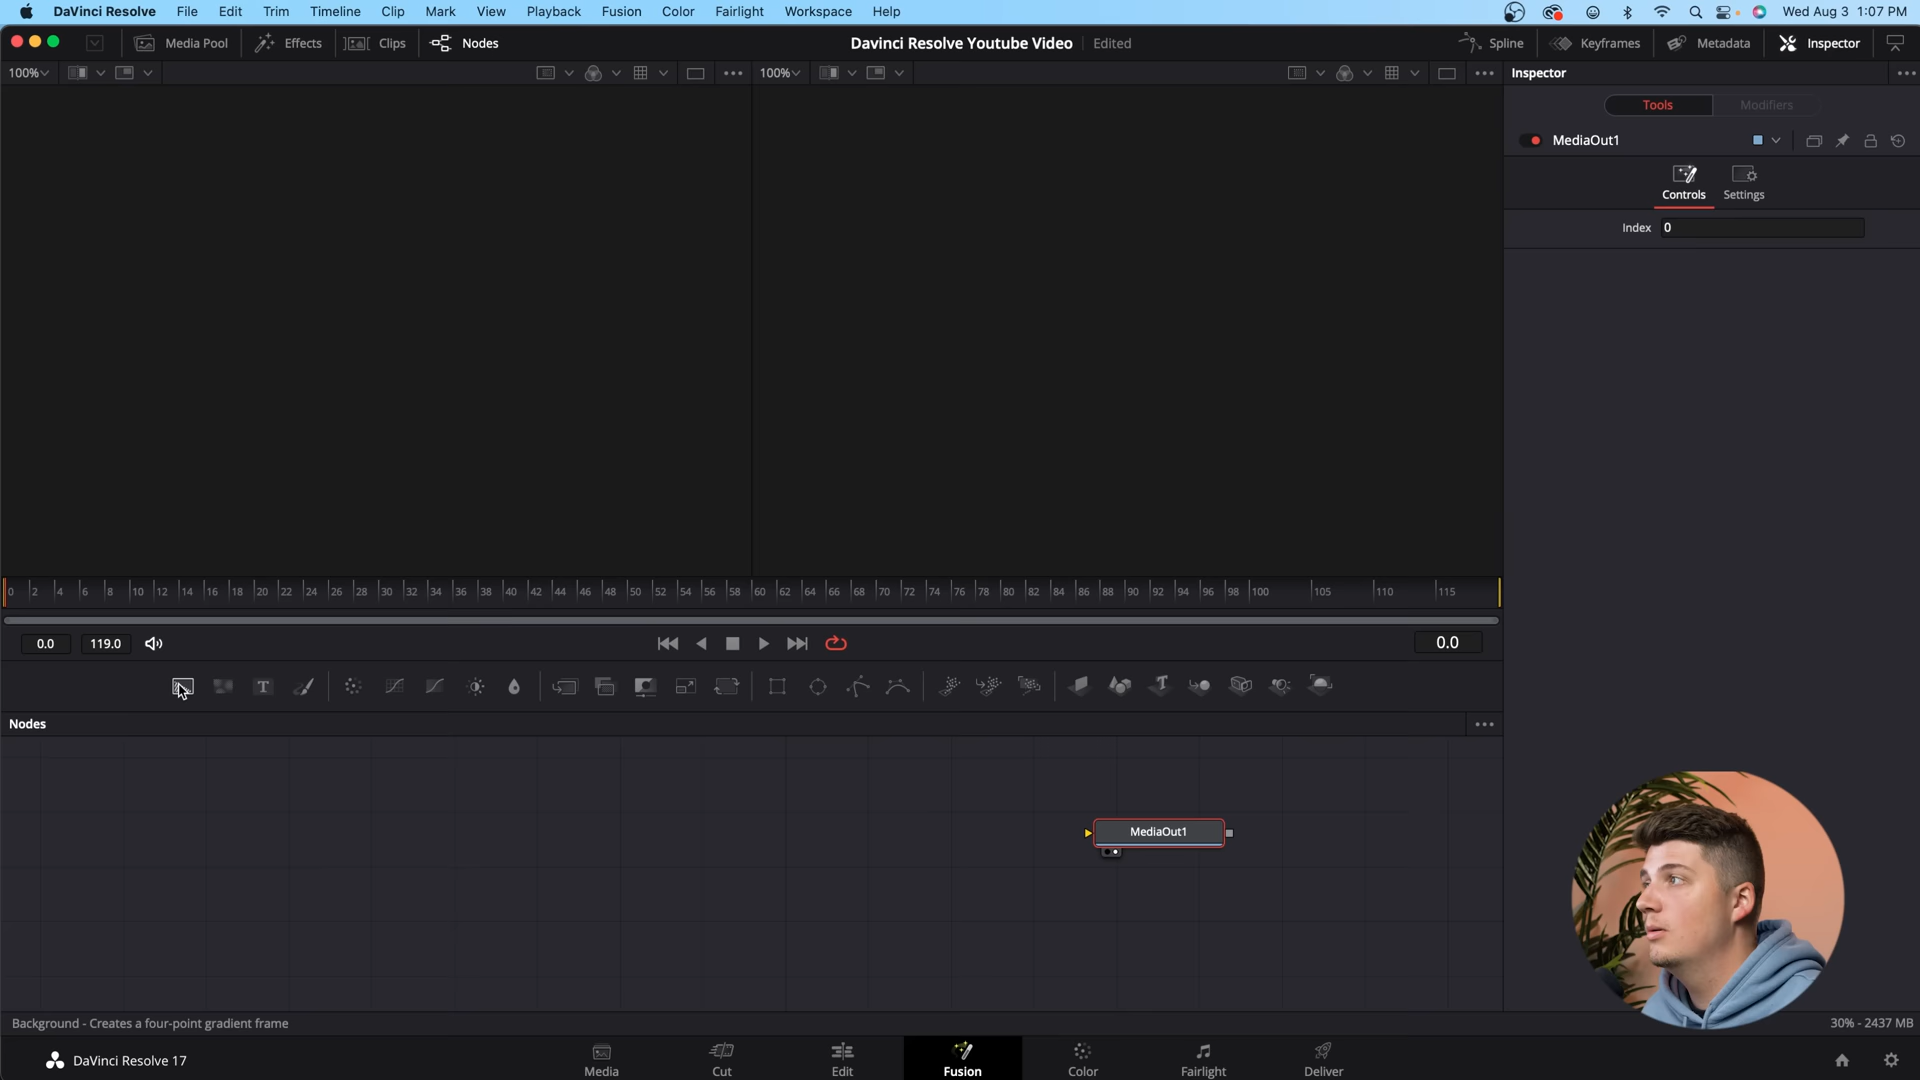 DaVinci Resolve File Edit Trim Timeline Clip Mark View Playback Fusion Color Fairlight Workspace Help Wed Aug 3 1:07 PM
Media Pool Effects Clips Nodes Davinci Resolve Youtube Video Edited Spline Keyframes Metadata Inspector
100% 100% Inspector
Tools Modifiers
MediaOut1
Controls Settings
Index 0
0 2 4 6 8 10 12 14 16 18 20 22 24 26 28 30 32 34 36 38 40 42 44 46 48 50 52 54 56 58 60 62 64 66 68 70 72 74 76 78 80 82 84 86 88 90 92 94 96 98 100 105 110 115
0.0 119.0 0.0
T T
Nodes
MediaOut1
Background - Creates a four-point gradient frame 30% - 2437 MB
DaVinci Resolve 17 Media Cut Edit Fusion Color Fairlight Deliver